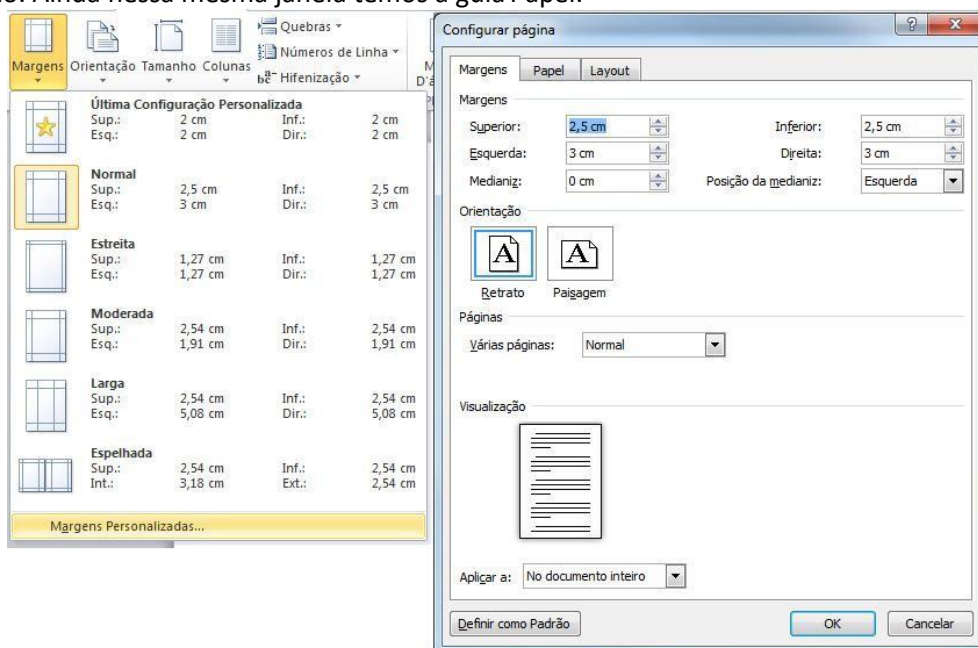 o. Ainda nessa mesma janela temos a guia Papel.
Margens Orientação Tamanho Colunas
Quebras
Números de Linha
Hifenização
Última Configuração Personalizada
Sup.: 2 cm Inf.: 2 cm
Esq.: 2 cm Dir.: 2 cm
Normal
Sup.: 2,5 cm Inf.: 2,5 cm
Esq.: 3 cm Dir.: 3 cm
Estreita
Sup.: 1,27 cm Inf.: 1,27 cm
Esq.: 1,27 cm Dir.: 1,27 cm
Moderada
Sup.: 2,54 cm Inf.: 2,54 cm
Esq.: 1,91 cm Dir.: 1,91 cm
Larga
Sup.: 2,54 cm Inf.: 2,54 cm
Esq.: 5,08 cm Dir.: 5,08 cm
Espelhada
Sup.: 2,54 cm Inf.: 2,54 cm
Int.: 3,18 cm Ext.: 2,54 cm
Margens Personalizadas...
Configurar página
Margens Papel Layout
Margens
Superior: 2,5 cm Inferior: 2,5 cm
Esquerda: 3 cm Direita: 3 cm
Medianiz: 0 cm Posição da medianiz: Esquerda
Orientação
A A
Retrato Paisagem
Páginas
Várias páginas: Normal
Visualização
Aplicar a: No documento inteiro
Definir como Padrão OK Cancelar